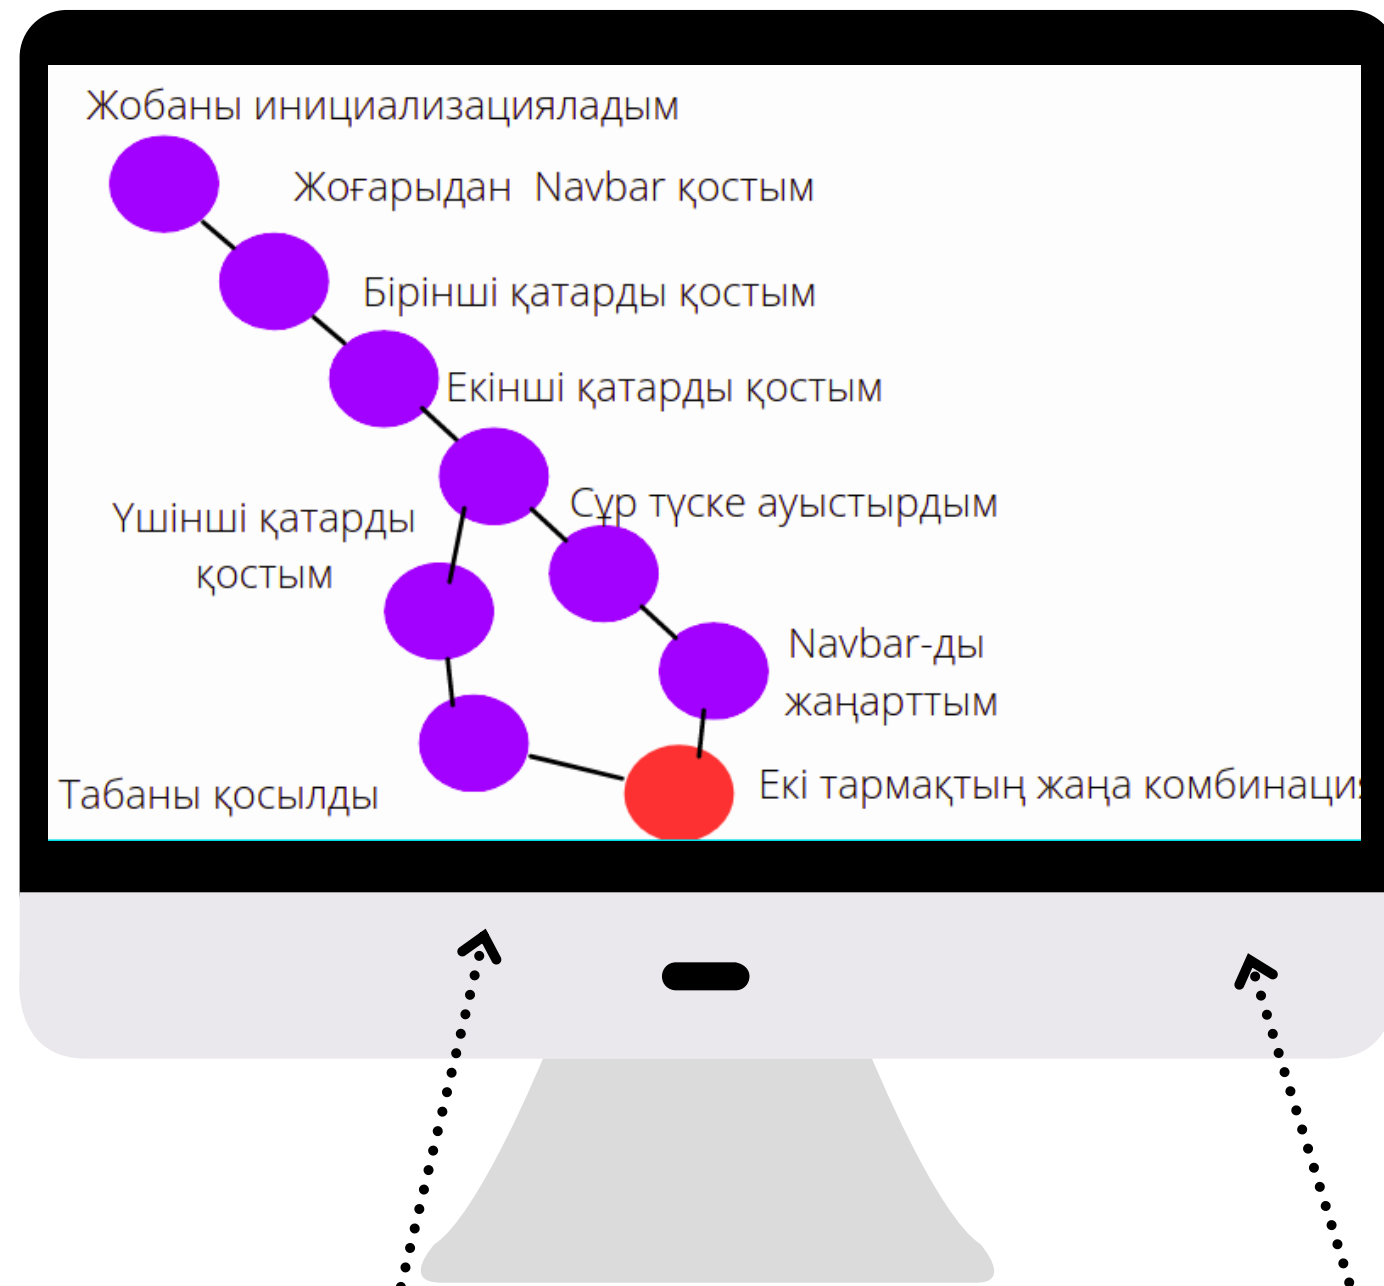 Жобаны инициализацияладым
Жоғарыдан Navbar қостым
Бірінші қатарды қостым
Екінші қатарды қостым
Сұр түске ауыстырдым
Үшінші қатарды
қостым
Navbar-ды
жаңарттым
Екі тармақтың жаңа
Табаны қосылды